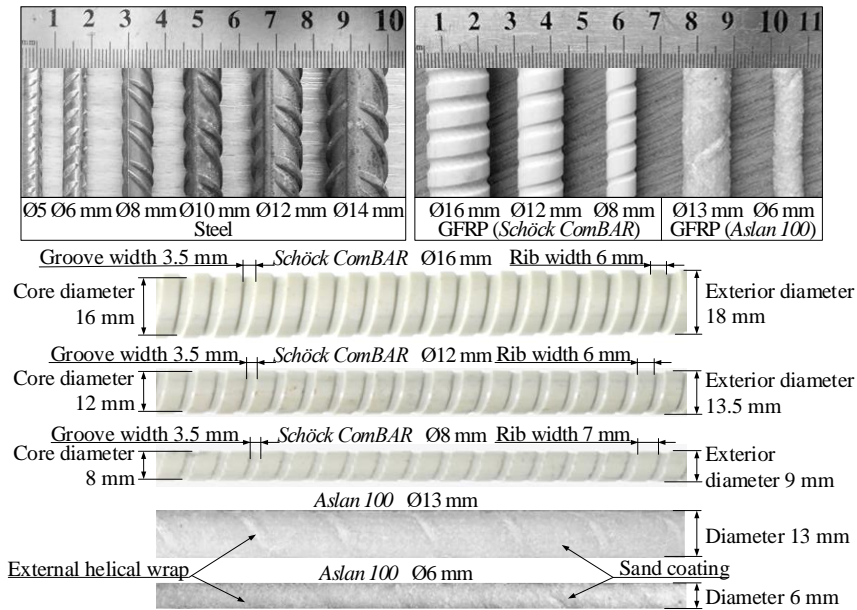 1 2 3 4 5 6 7 8 9 10
1 2 3 4 5 6 7 8 9 10 11
Ø5 Ø6 mm Ø8 mm Ø10 mm Ø12 mm Ø14 mm
Steel
Ø16 mm Ø12 mm Ø8 mm Ø13 mm Ø6 mm
GFRP (Schöck ComBAR) GFRP (Aslan 100)
Groove width 3.5 mm Schöck ComBAR Ø16 mm Rib width 6 mm
Core diameter
16 mm
Exterior diameter
18 mm
Groove width 3.5 mm Schöck ComBAR Ø12 mm Rib width 6 mm
Core diameter
12 mm
Exterior diameter
13.5 mm
Groove width 3.5 mm Schöck ComBAR Ø8 mm Rib width 7 mm
Core diameter
8 mm
Exterior
diameter 9 mm
Aslan 100 Ø13 mm
Diameter 13 mm
External helical wrap Aslan 100 Ø6 mm Sand coating
Diameter 6 mm